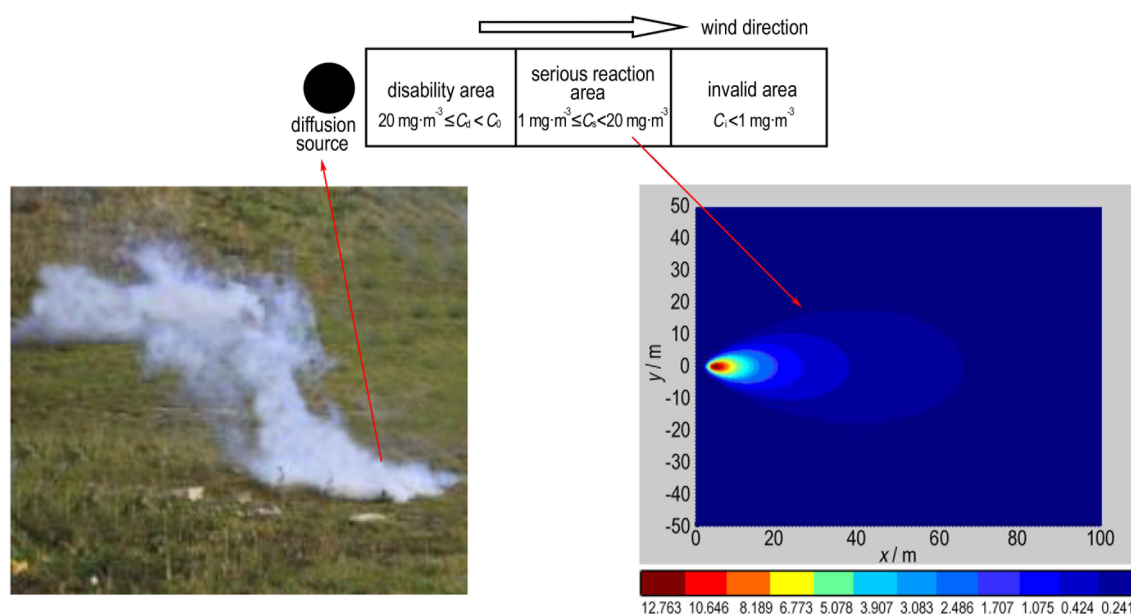 wind direction
diffusion
source
disability area
20 mg·m⁻³ ≤C_d < C_0
serious reaction
area
1 mg·m⁻³≤C_s<20 mg·m⁻³
invalid area
C_i<1 mg·m⁻³
50
40
30
20
10
0
-10
-20
-30
-40
-50
y / m
0 20 40 60 80 100
x / m
12.763 10.646 8.189 6.773 5.078 3.907 3.083 2.486 1.707 1.075 0.424 0.241